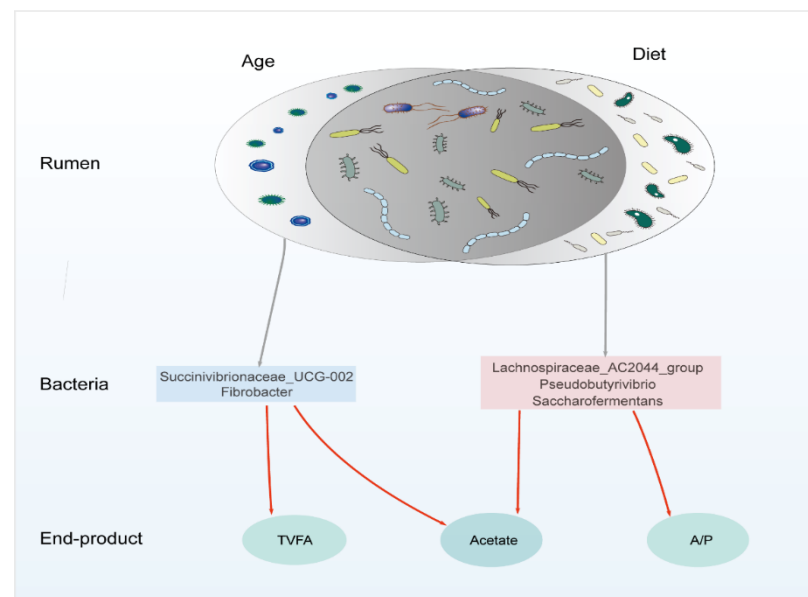 Age
Diet
Rumen
Bacteria
Succinivibrionaceae_UCG-002
Fibrobacter
Lachnospiraceae_AC2044_group
Pseudobutyrivibrio
Saccharofermentans
End-product
TVFA
Acetate
A/P